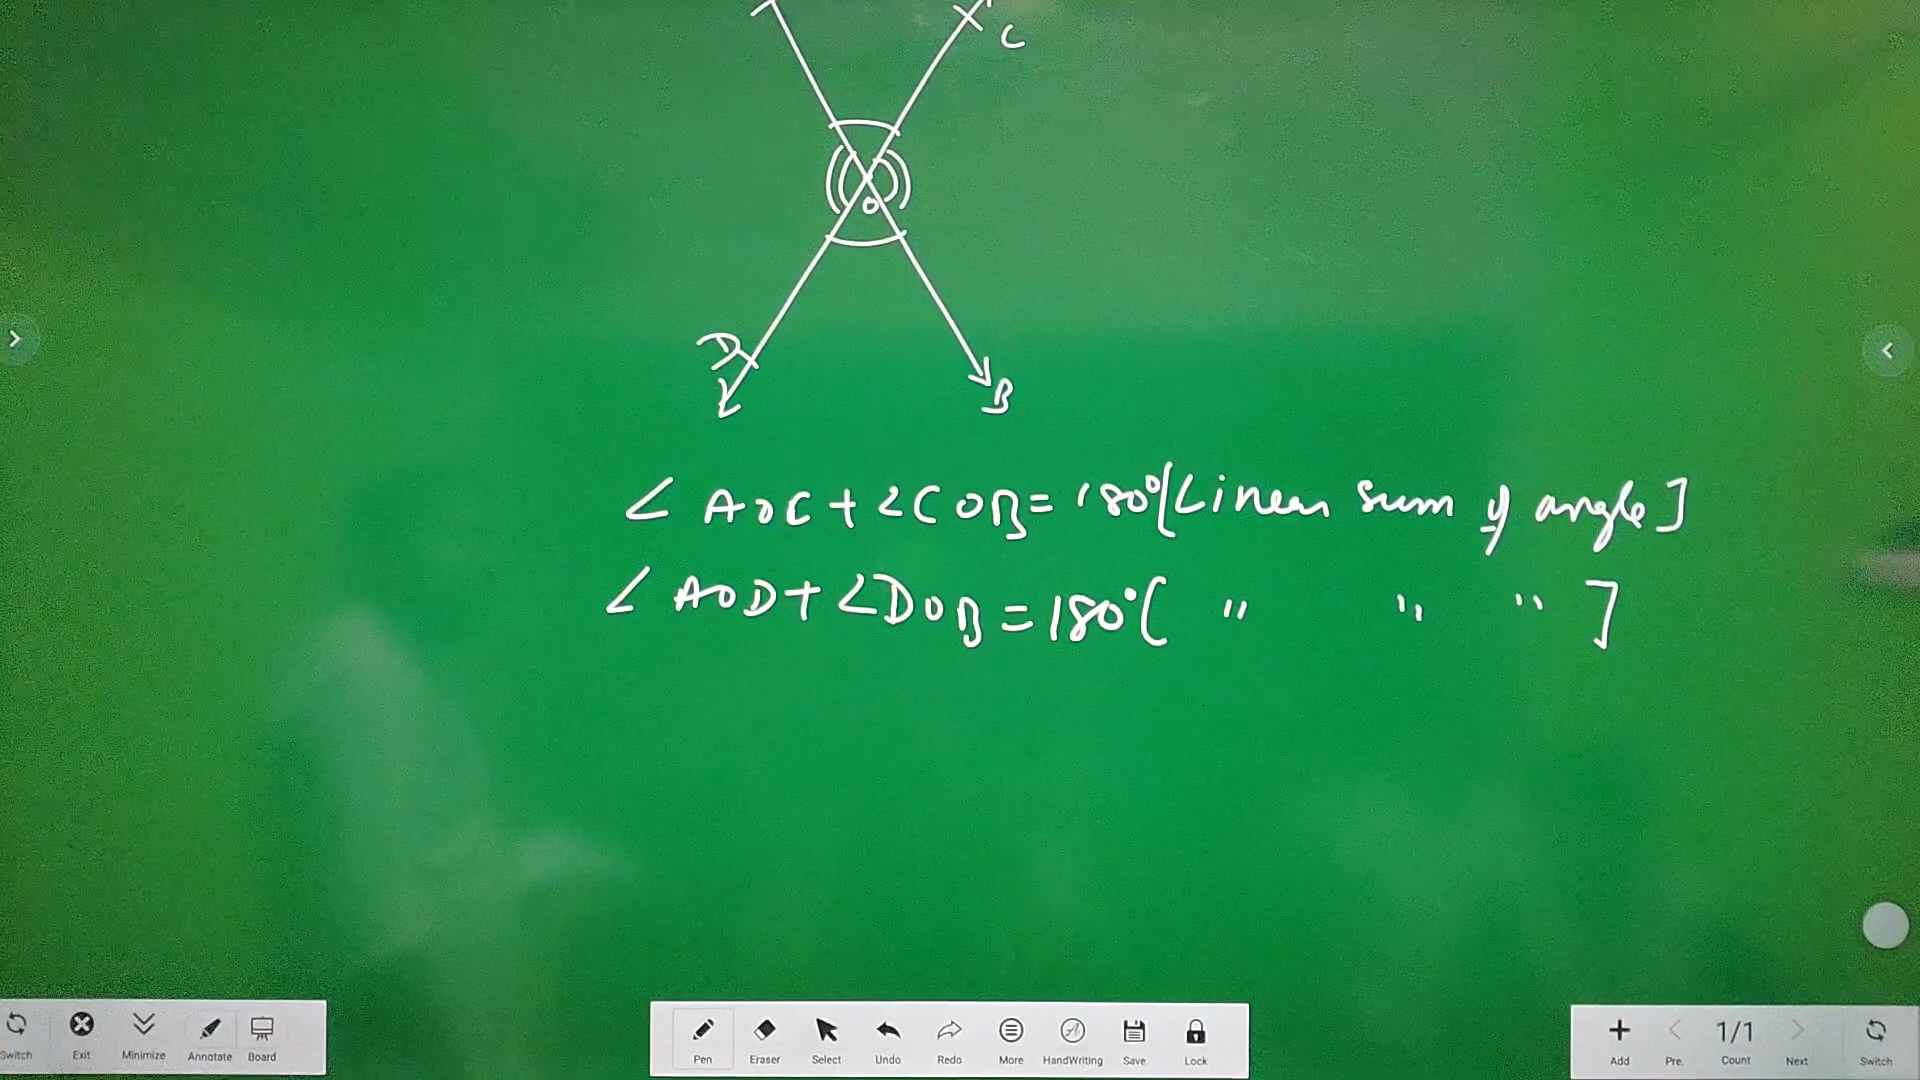 C
O
D
B
∠ AOC + ∠COB = 180° [Linear sum of angle]
∠ AOD + ∠DOB = 180° [ " " " ]
Switch Exit Minimize Annotate Board
Pen Eraser Select Undo Redo More HandWriting Save Lock
1/1
Add Pre. Count Next Switch